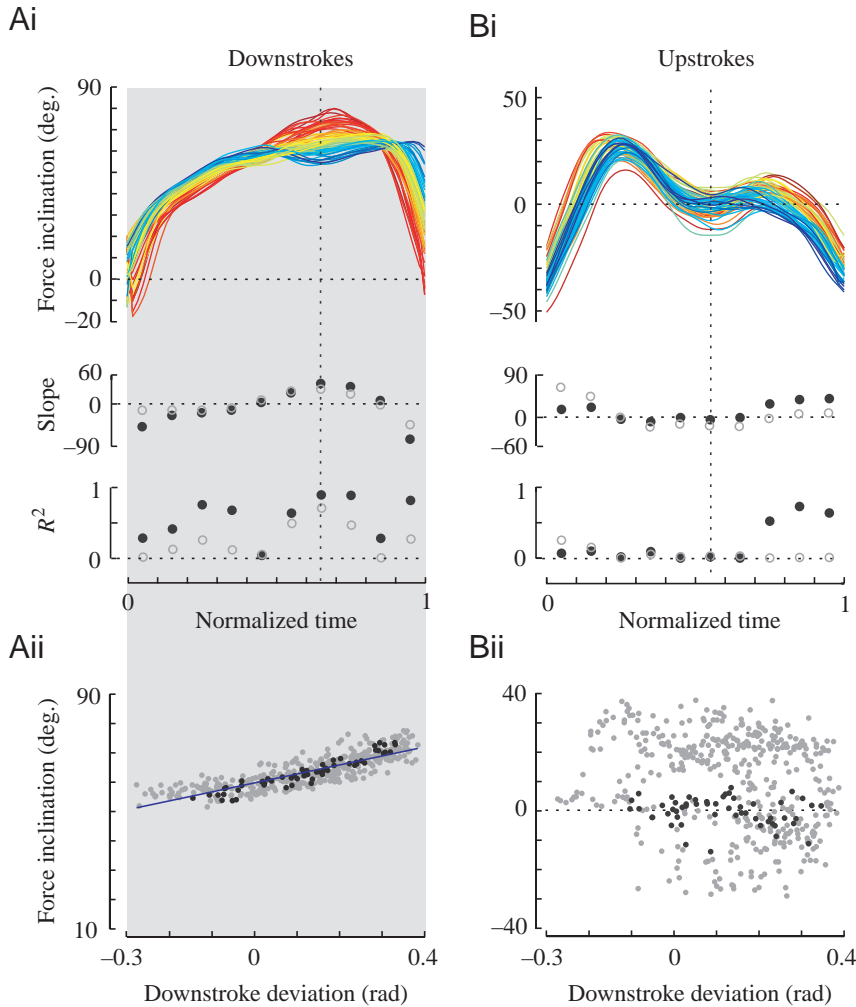 Ai
Bi
Downstrokes
Upstrokes
90
0
–20
Force inclination (deg.)
50
0
–50
Force inclination (deg.)
60
0
–90
Slope
90
0
–60
1
0
R²
1
0
0
1
Normalized time
0
1
Normalized time
Aii
Bii
90
10
Force inclination (deg.)
–0.3
0
0.4
Downstroke deviation (rad)
40
0
–40
–0.3
0
0.4
Downstroke deviation (rad)